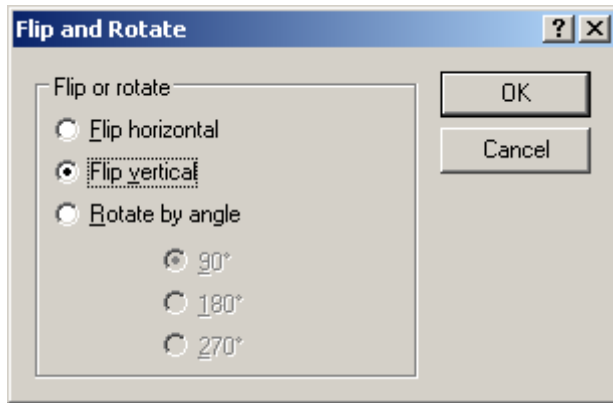 Flip and Rotate
Flip or rotate
Flip horizontal
Flip vertical
Rotate by angle
90°
180°
270°
OK
Cancel